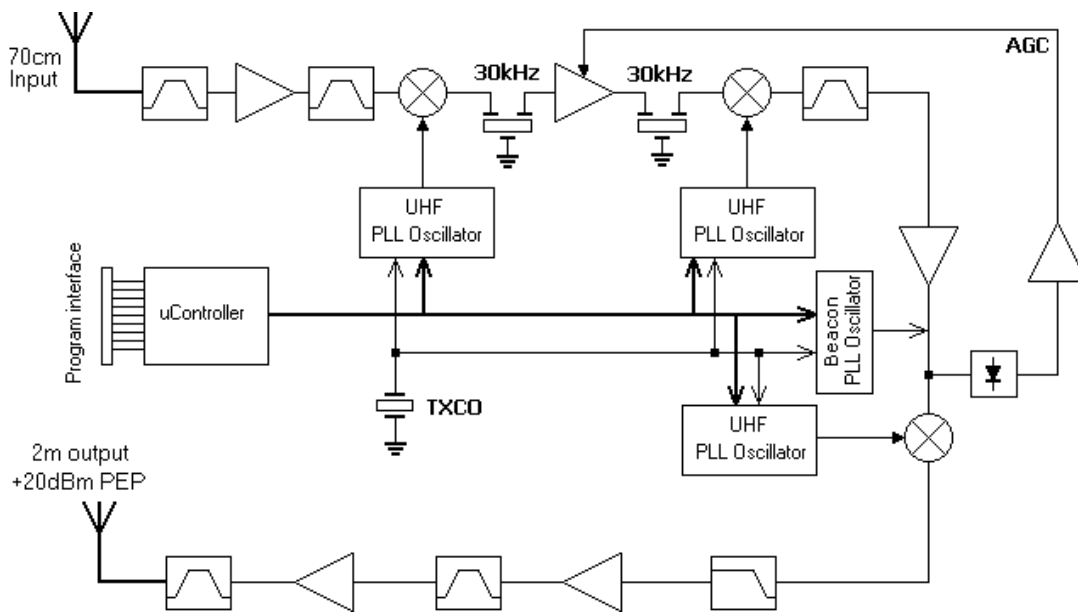 70cm
Input
30kHz
30kHz
AGC
UHF
PLL Oscillator
UHF
PLL Oscillator
Program interface
uController
Beacon
PLL Oscillator
TXCO
UHF
PLL Oscillator
2m output
+20dBm PEP